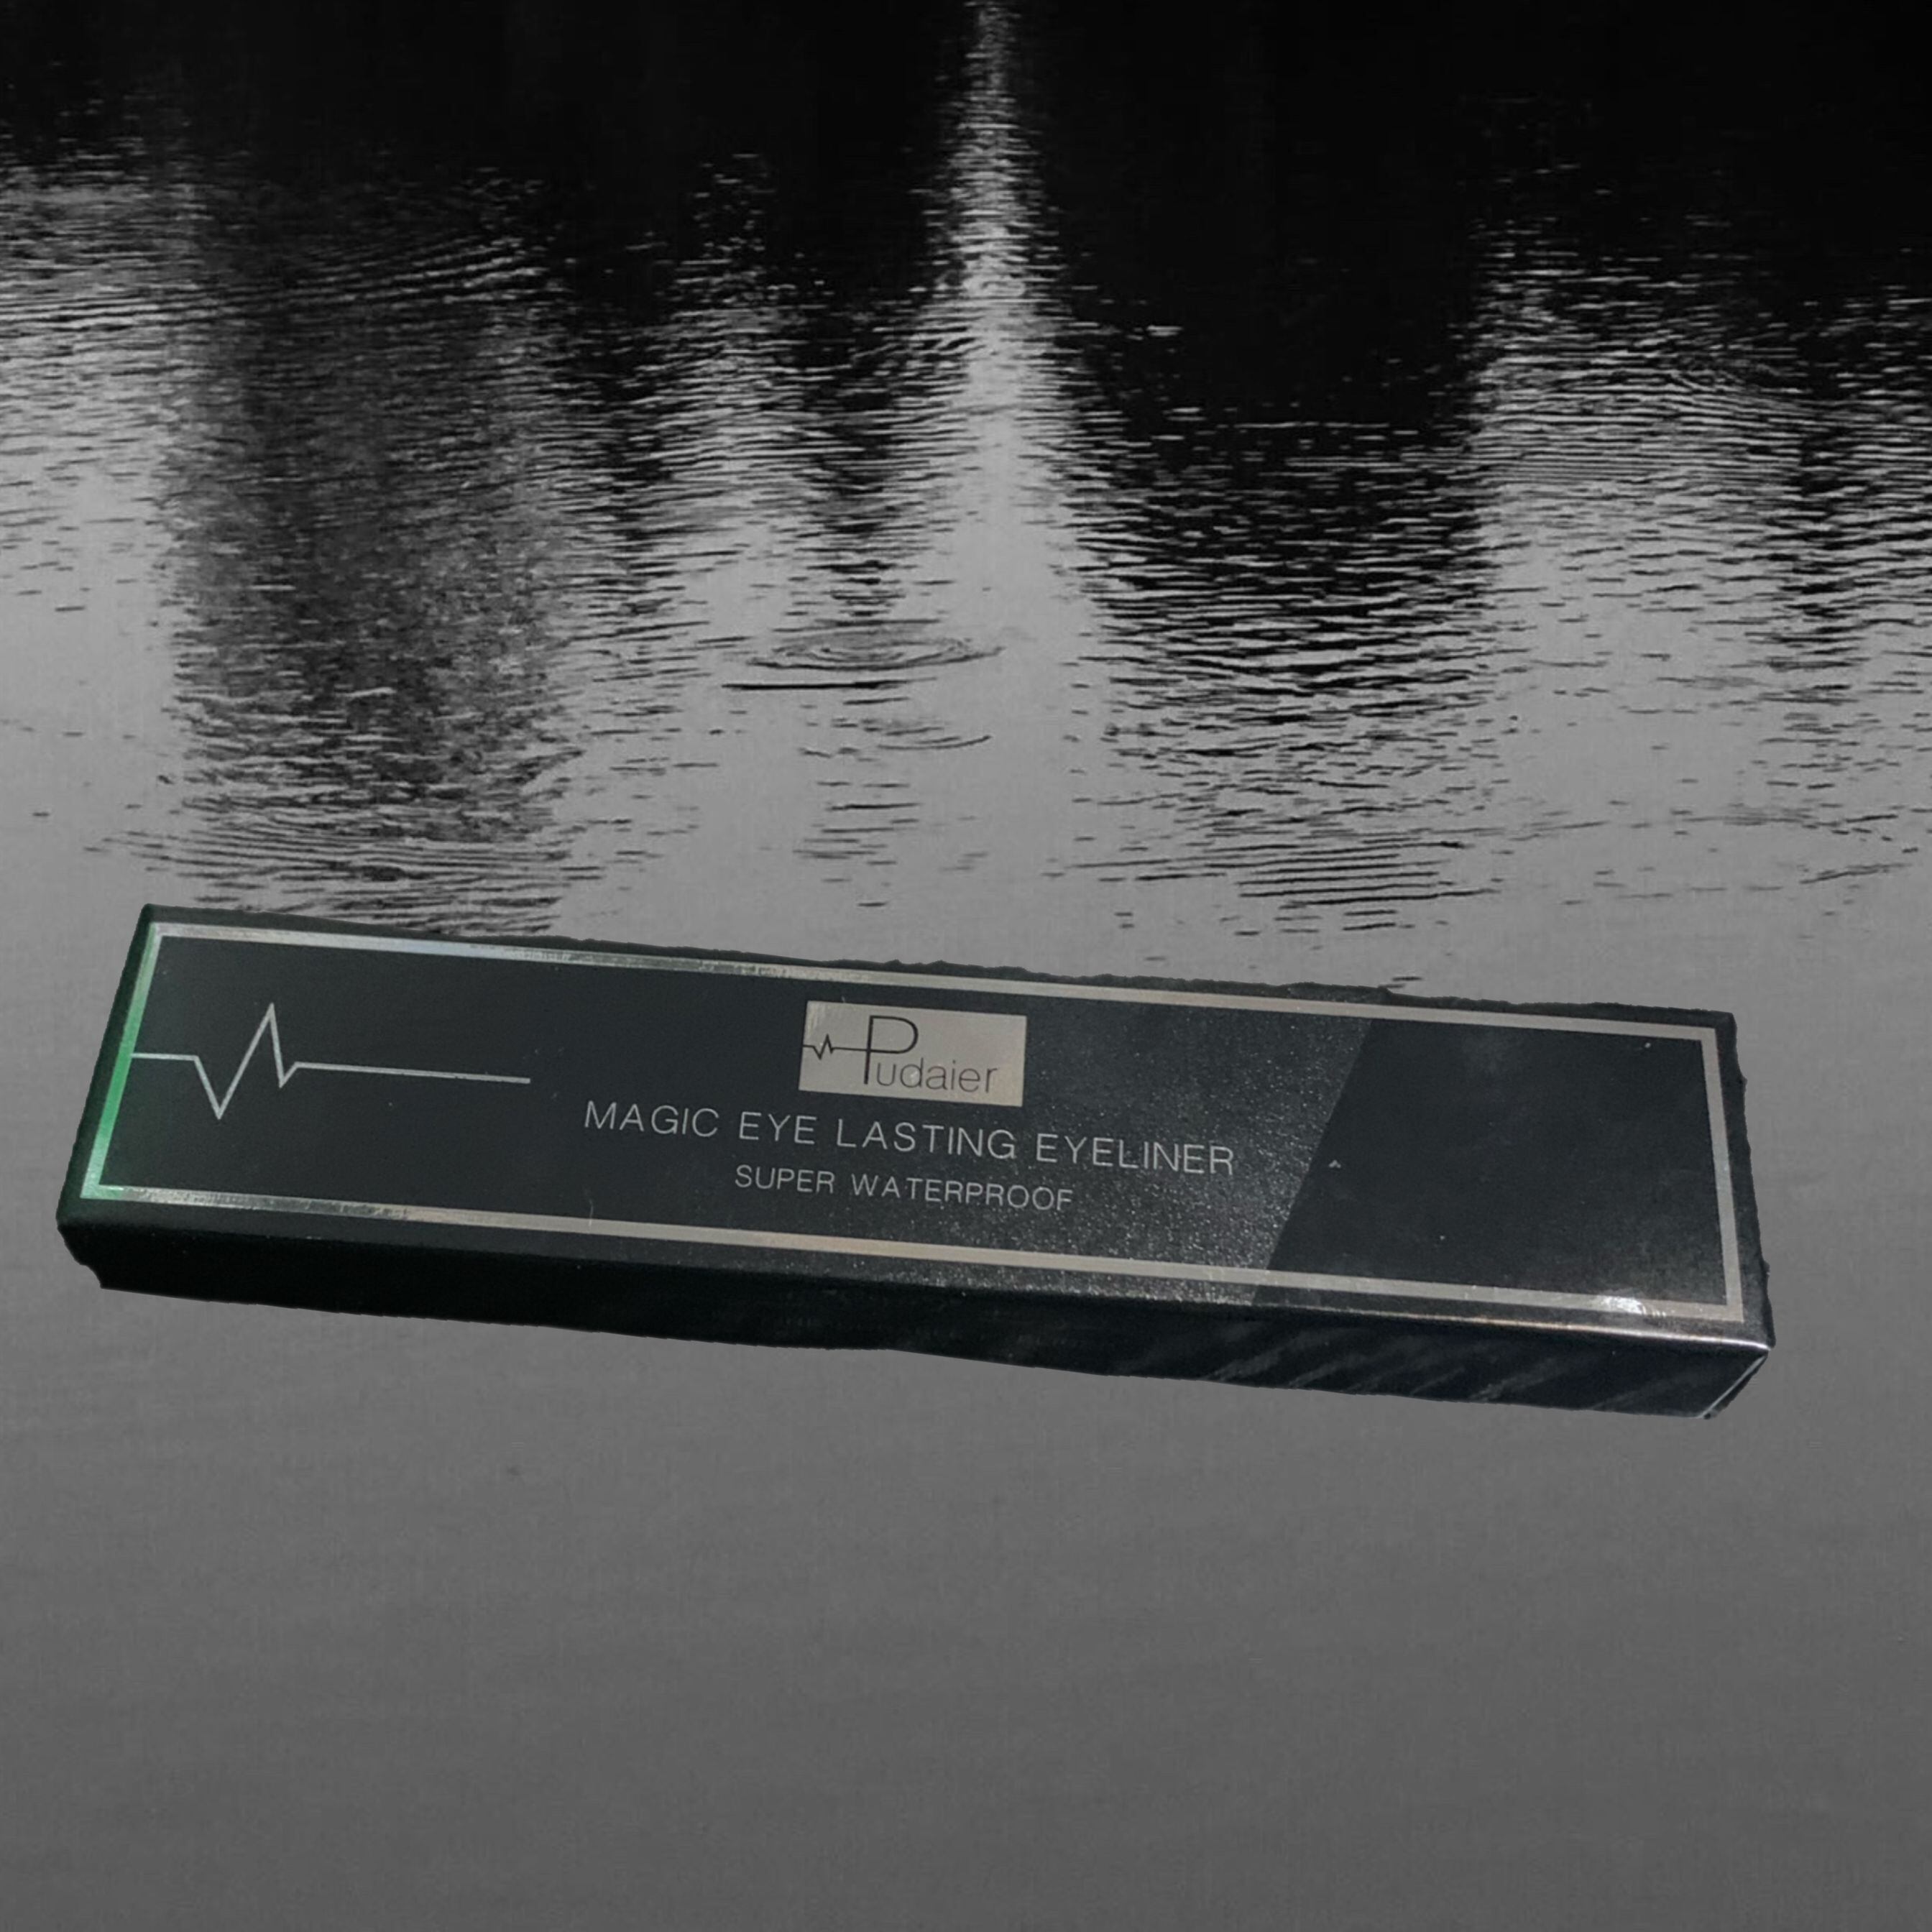 Pudaier
MAGIC EYE LASTING EYELINER
SUPER WATERPROOF